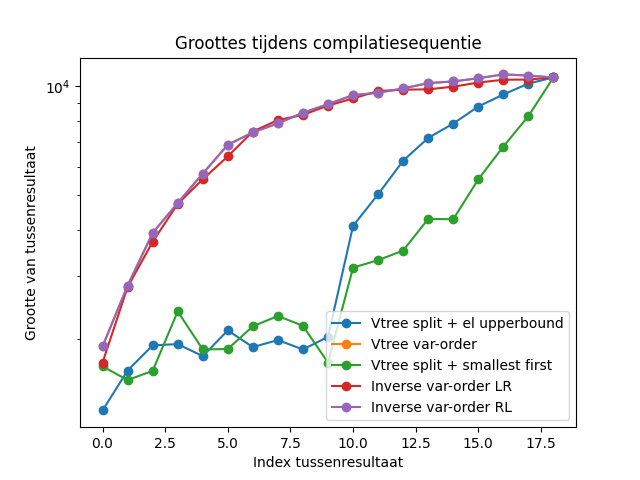 Groottes tijdens compilatiesequentie
10⁴
Grootte van tussenresultaat
Vtree split + el upperbound
Vtree var-order
Vtree split + smallest first
Inverse var-order LR
Inverse var-order RL
0.0 2.5 5.0 7.5 10.0 12.5 15.0 17.5
Index tussenresultaat